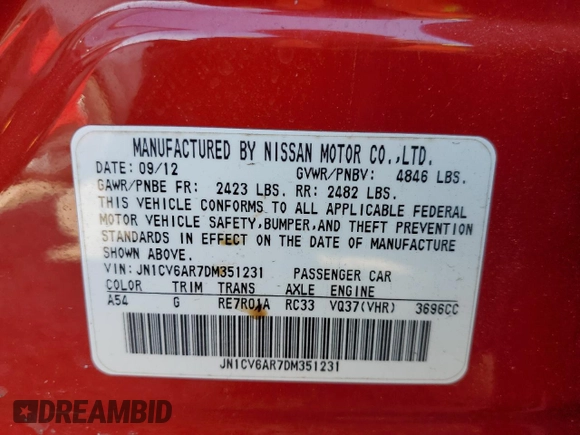 MANUFACTURED BY NISSAN MOTOR CO.,LTD.
DATE: 09/12 GVWR/PNBV: 4846 LBS.
GAWR/PNBE FR: 2423 LBS. RR: 2482 LBS.
THIS VEHICLE CONFORMS TO ALL APPLICABLE FEDERAL
MOTOR VEHICLE SAFETY,BUMPER,AND THEFT PREVENTION
STANDARDS IN EFFECT ON THE DATE OF MANUFACTURE
SHOWN ABOVE.
VIN: JN1CV6AR7DM351231 PASSENGER CAR
COLOR TRIM TRANS AXLE ENGINE
A54 G RE7R01A RC33 VQ37(VHR) 3696CC
JN1CV6AR7DM351231
DREAMBID